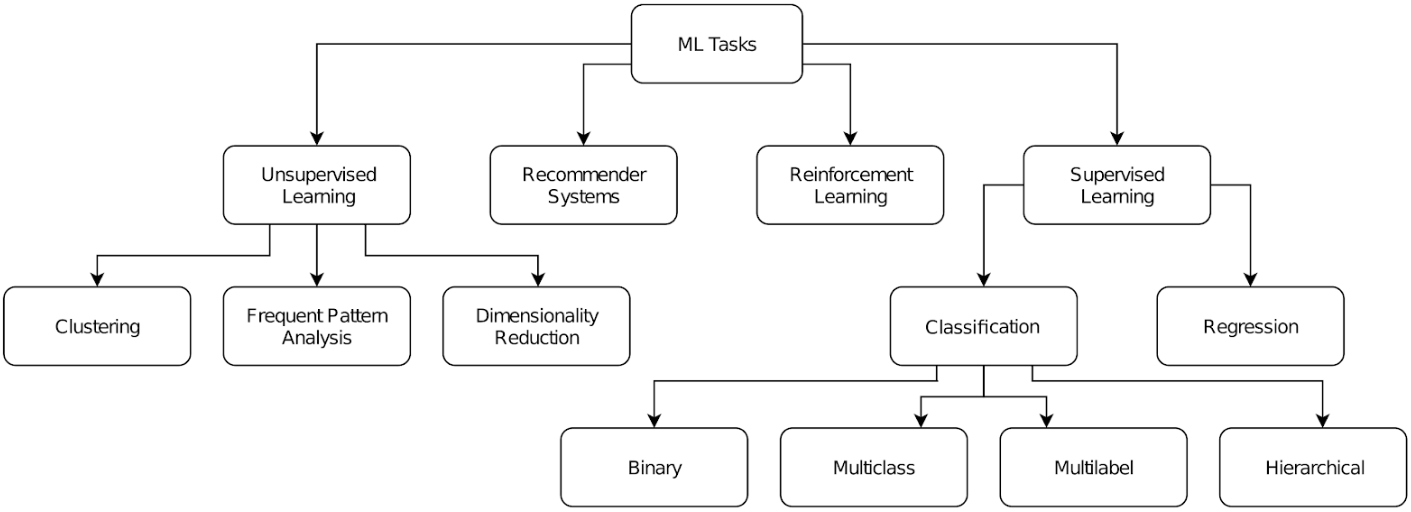 ML Tasks
Unsupervised
Learning
Recommender
Systems
Reinforcement
Learning
Supervised
Learning
Clustering
Frequent Pattern
Analysis
Dimensionality
Reduction
Classification
Regression
Binary
Multiclass
Multilabel
Hierarchical